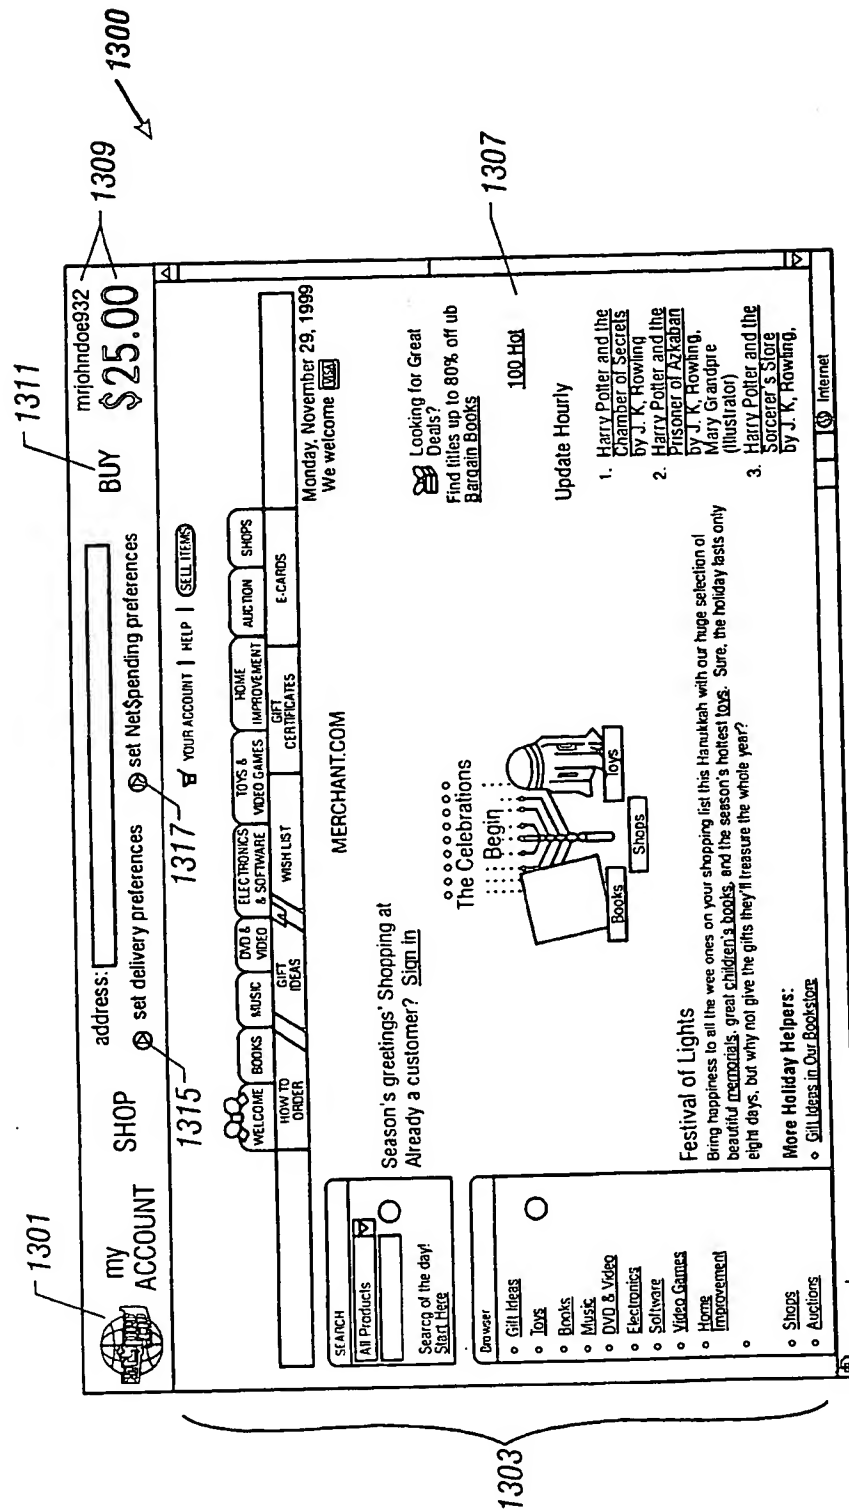 1300
1301
1311
1309
my ACCOUNT
SHOP
address:
BUY
mrjohndoe932
$25.00
set delivery preferences
set Net$pending preferences
1315
1317
YOUR ACCOUNT | HELP | SELL ITEMS
WELCOME
BOOKS
MUSIC
DVD & VIDEO
ELECTRONICS & SOFTWARE
TOYS & VIDEO GAMES
HOME IMPROVEMENT
AUCTION
SHOPS
HOW TO ORDER
GIFT IDEAS
WISH LIST
GIFT CERTIFICATES
E-CARDS
Monday, November 29, 1999
We welcome VISA
MERCHANT.COM
SEARCH
All Products
Searcg of the day!
Start Here
Season's greetings' Shopping at
Already a customer? Sign in
Looking for Great
Deals?
Find titles up to 80% off ub
Bargain Books
1307
100 Hot
Update Hourly
1. Harry Potter and the
Chamber of Secrets
by J. K, Rowling
2. Harry Potter and the
Prisoner of Azkaban
by J. K, Rowling,
Mary Grandpre
(Illustrator)
3. Harry Potter and the
Sorcerer's Store
by J. K, Rowling,
The Celebrations
Begin
Books
Shops
Toys
Browser
Gift Ideas
Toys
Books
Music
DVD & Video
Electronics
Software
Video Games
Home
Improvement
Shops
Auctions
Festival of Lights
Bring happiness to all the wee ones on your shopping list this Hanukkah with our huge selection of
beautiful memorials, great children's books, and the season's hottest toys. Sure, the holiday lasts only
eight days, but why not give the gifts they'll treasure the whole year?
More Holiday Helpers:
Gift Ideas in Our Bookstore
Internet
1303